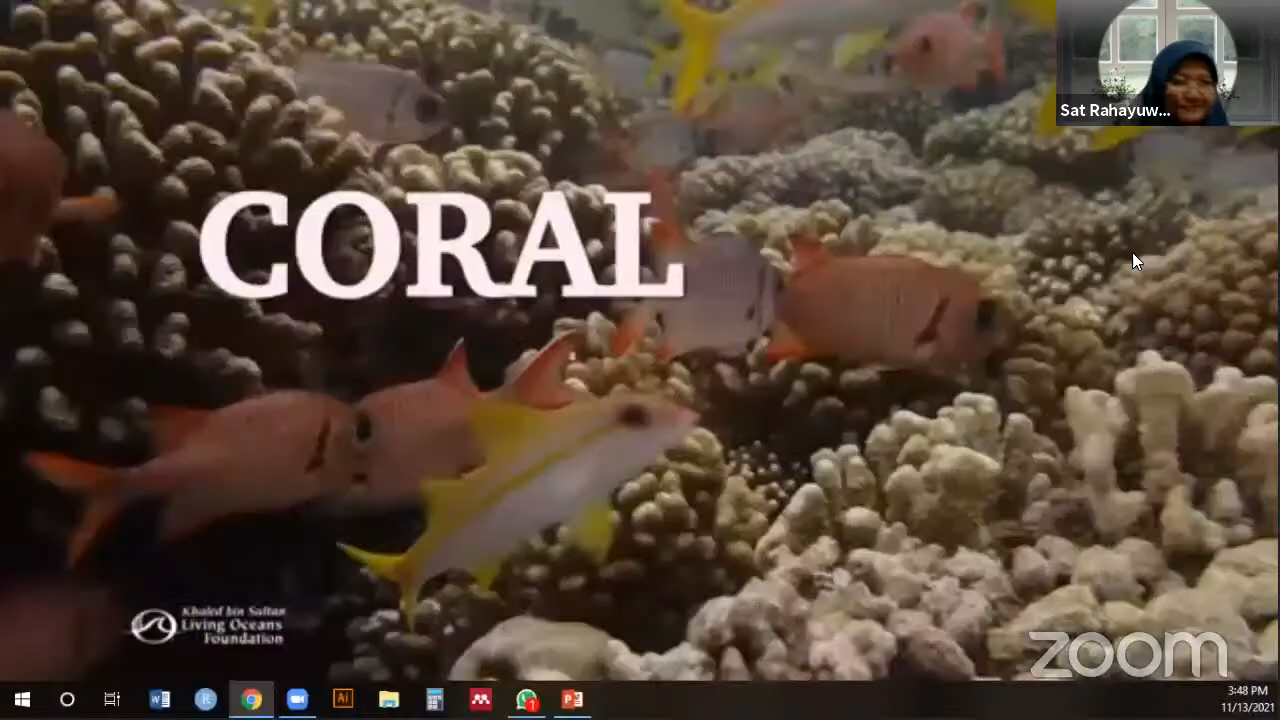 Sat Rahayuw...
CORAL
Khaled bin Sultan
Living Oceans
Foundation
zoom
3:48 PM
11/13/2021